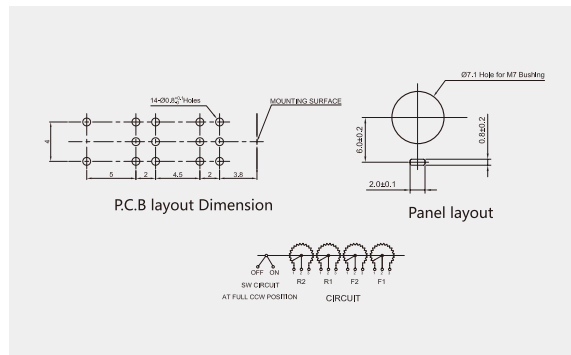 14-Ø0.8 Holes
MOUNTING SURFACE
4
5
2
4.5
2
3.8
P.C.B layout Dimension
Ø7.1 Hole for M7 Bushing
6.0±0.2
0.8±0.2
2.0±0.1
Panel layout
OFF ON
SW CIRCUIT
AT FULL CCW POSITION
R2 R1 F2 F1
CIRCUIT